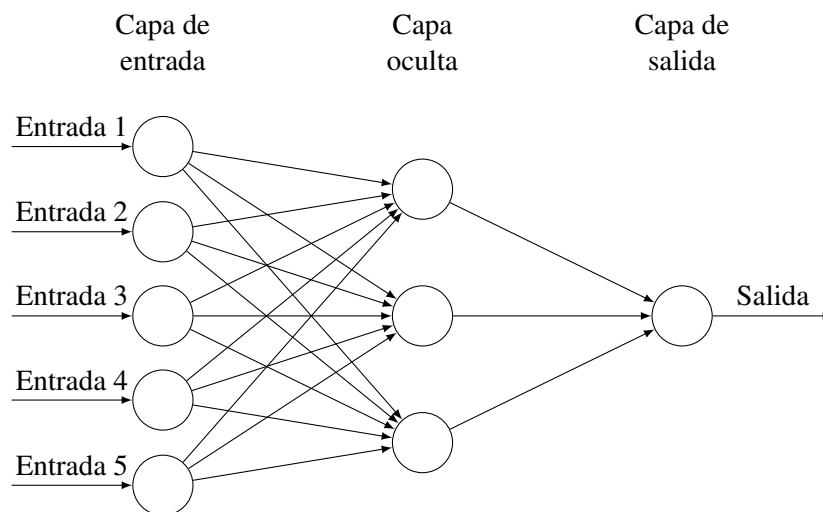 Capa de
entrada
Capa
oculta
Capa de
salida
Entrada 1
Entrada 2
Entrada 3
Entrada 4
Entrada 5
Salida